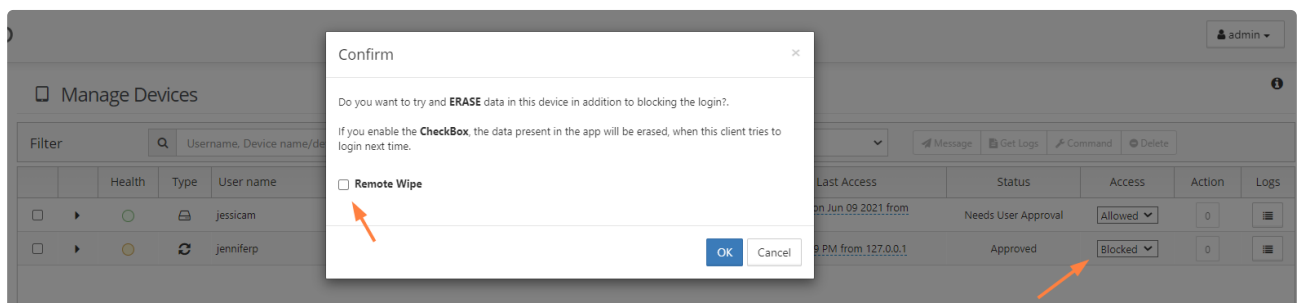 admin
Confirm
×
Manage Devices
Do you want to try and ERASE data in this device in addition to blocking the login?.
If you enable the CheckBox, the data present in the app will be erased, when this client tries to
login next time.
Filter
Username, Device name/de
Message Get Logs Command Delete
Remote Wipe
Health Type User name Last Access Status Access Action Logs
on Jun 09 2021 from
jessicam Needs User Approval Allowed 0
jenniferp 9 PM from 127.0.0.1 Approved Blocked 0
OK Cancel